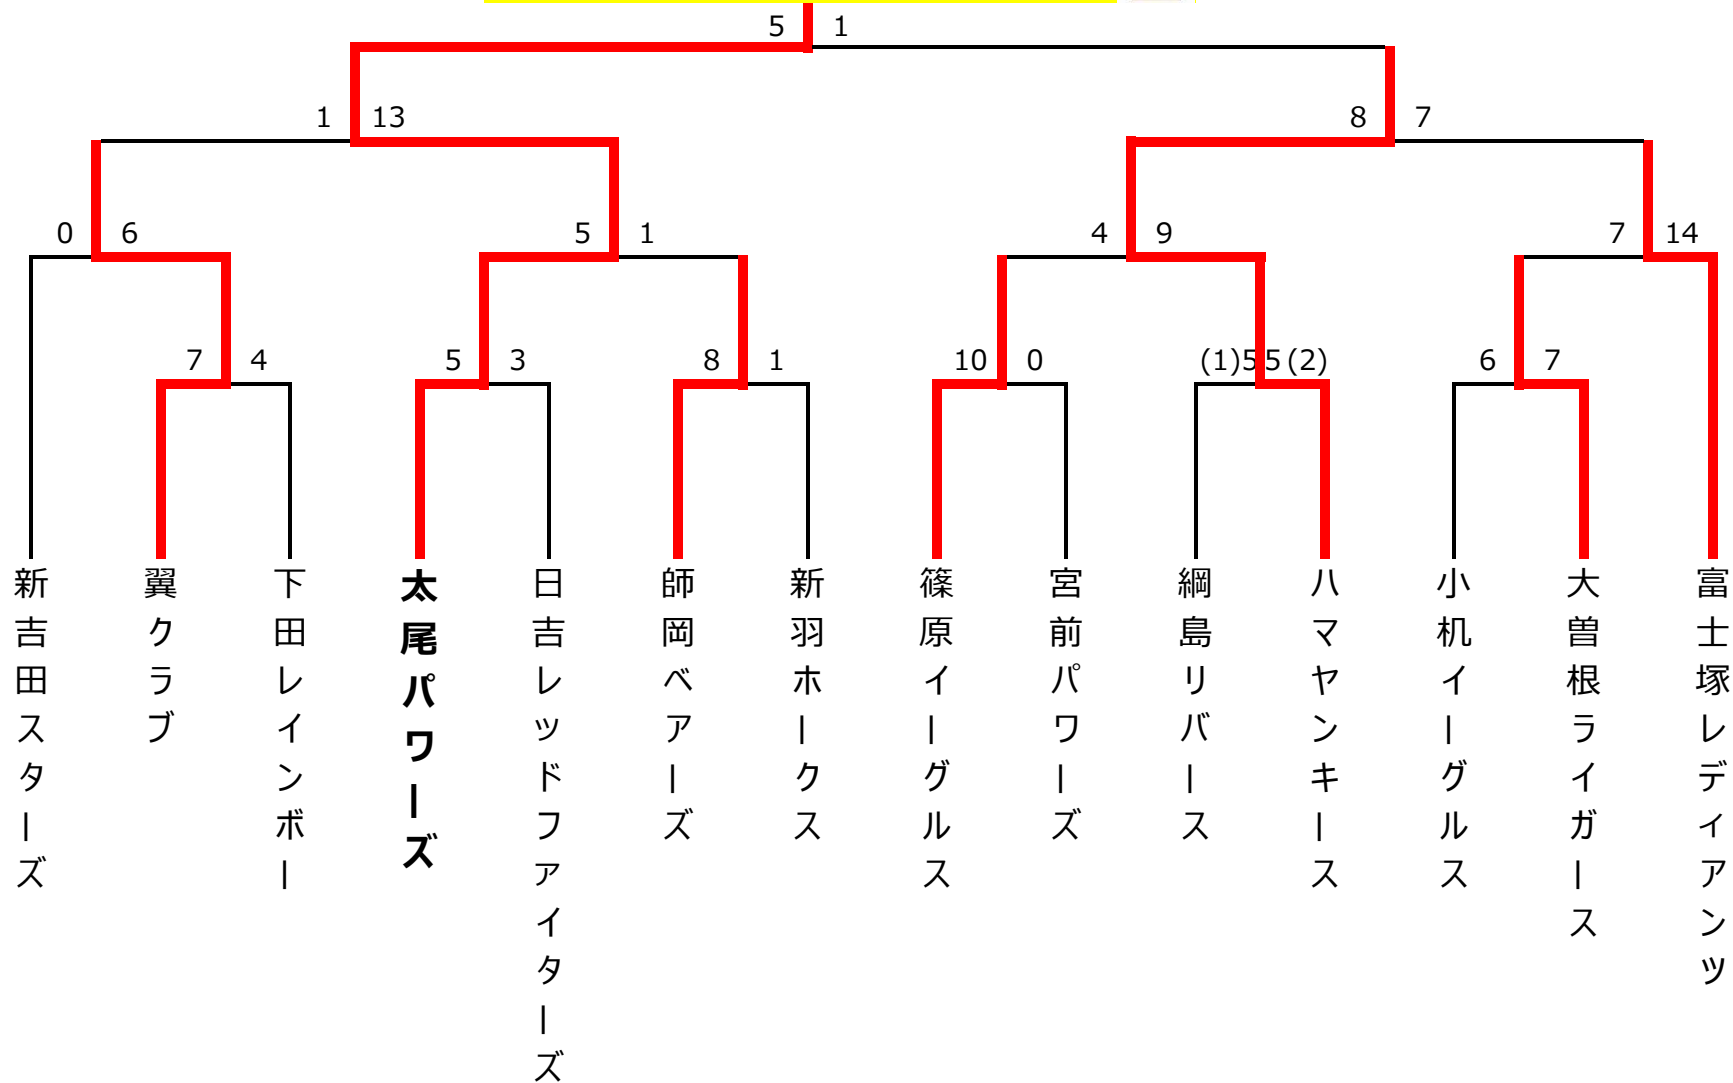 5 1
1 13 8 7
0 6 5 1 4 9 7 14
7 4 5 3 8 1 10 0 (1)5 5(2) 6 7
新吉田スターズ
翼クラブ
下田レインボー
太尾パワーズ
日吉レッドファイターズ
師岡ベアーズ
新羽ホークス
篠原イーグルス
宮前パワーズ
綱島リバース
ハマヤンキース
小机イーグルス
大曽根ライガース
富士塚レディアンツ